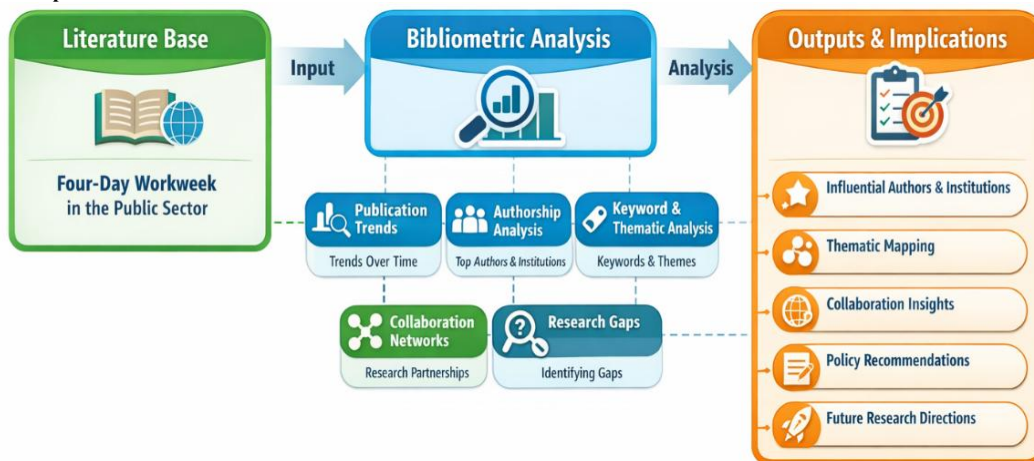 Literature Base
Four-Day Workweek
in the Public Sector
Input
Bibliometric Analysis
Analysis
Publication
Trends
Trends Over Time
Authorship
Analysis
Top Authors & Institutions
Keyword &
Thematic Analysis
Keywords & Themes
Collaboration
Networks
Research Partnerships
?
Research Gaps
Identifying Gaps
Outputs & Implications
Influential Authors & Institutions
Thematic Mapping
Collaboration Insights
Policy Recommendations
Future Research Directions